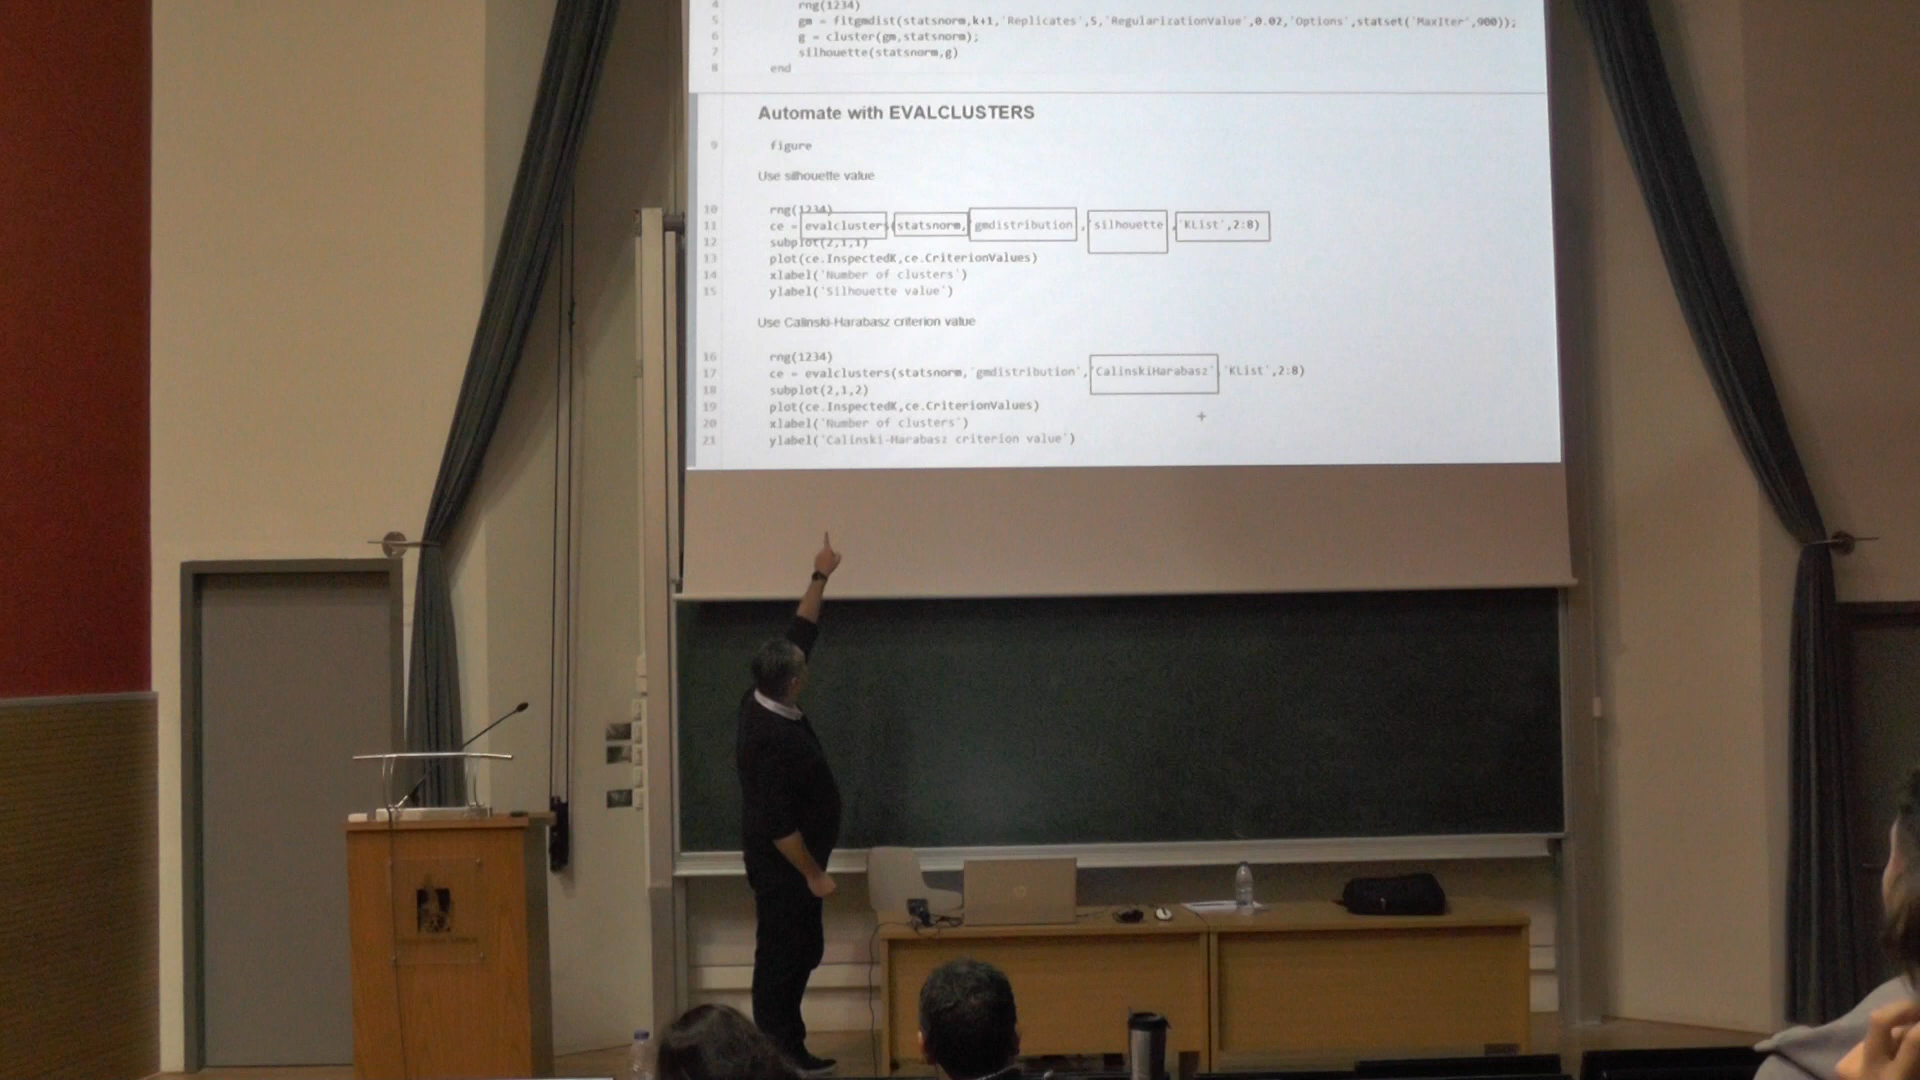 4 rng(1234)
5 gm = fitgmdist(statsnorm,k+1,'Replicates',5,'RegularizationValue',0.02,'Options',statset('MaxIter',900));
6 g = cluster(gm,statsnorm);
7 silhouette(statsnorm,g)
8 end
Automate with EVALCLUSTERS
9 figure
Use silhouette value
10 rng(1234)
11 ce = evalclusters(statsnorm,'gmdistribution','silhouette','KList',2:8)
12 subplot(2,1,1)
13 plot(ce.InspectedK,ce.CriterionValues)
14 xlabel('Number of clusters')
15 ylabel('Silhouette value')
Use Calinski-Harabasz criterion value
16 rng(1234)
17 ce = evalclusters(statsnorm,'gmdistribution','CalinskiHarabasz','KList',2:8)
18 subplot(2,1,2)
19 plot(ce.InspectedK,ce.CriterionValues)
20 xlabel('Number of clusters')
21 ylabel('Calinski-Harabasz criterion value')